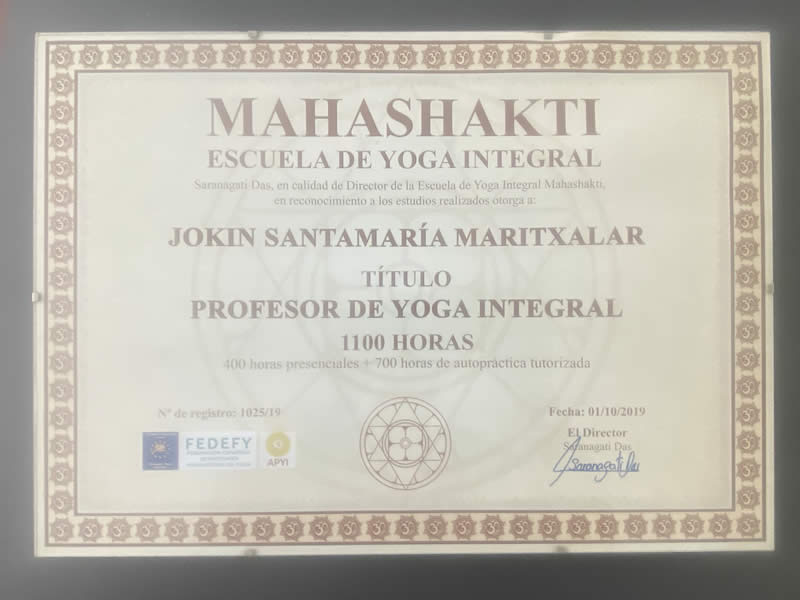 MAHASHAKTI
ESCUELA DE YOGA INTEGRAL
Saranagati Das, en calidad de Director de la Escuela de Yoga Integral Mahashakti,
en reconocimiento a los estudios realizados otorga a:
JOKIN SANTAMARÍA MARITXALAR
TÍTULO
PROFESOR DE YOGA INTEGRAL
1100 HORAS
400 horas presenciales + 700 horas de autopráctica tutorizada
Nº de registro: 1025/19
Fecha: 01/10/2019
El Director
Saranagati Das
Saranagati Das
FEDEFY
APYI